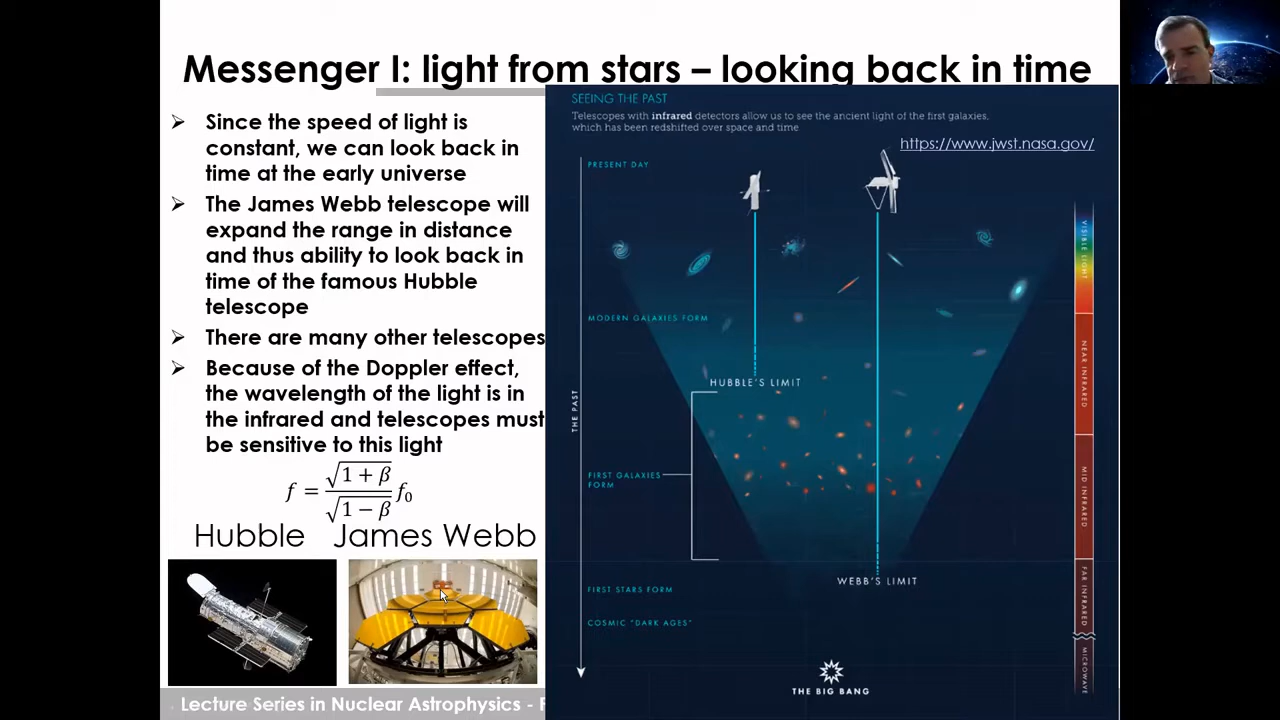 Messenger I: light from stars – looking back in time
➢ Since the speed of light is
constant, we can look back in
time at the early universe
➢ The James Webb telescope will
expand the range in distance
and thus ability to look back in
time of the famous Hubble
telescope
➢ There are many other telescopes
➢ Because of the Doppler effect,
the wavelength of the light is in
the infrared and telescopes must
be sensitive to this light
f = √(1 + β) / √(1 − β) f₀
Hubble James Webb
Lecture Series in Nuclear Astrophysics -
SEEING THE PAST
Telescopes with infrared detectors allow us to see the ancient light of the first galaxies,
which has been redshifted over space and time
https://www.jwst.nasa.gov/
PRESENT DAY
MODERN GALAXIES FORM
HUBBLE'S LIMIT
THE PAST
FIRST GALAXIES
FORM
WEBB'S LIMIT
FIRST STARS FORM
COSMIC "DARK AGES"
THE BIG BANG
VISIBLE LIGHT
NEAR INFRARED
MID INFRARED
FAR INFRARED
MICROWAVE